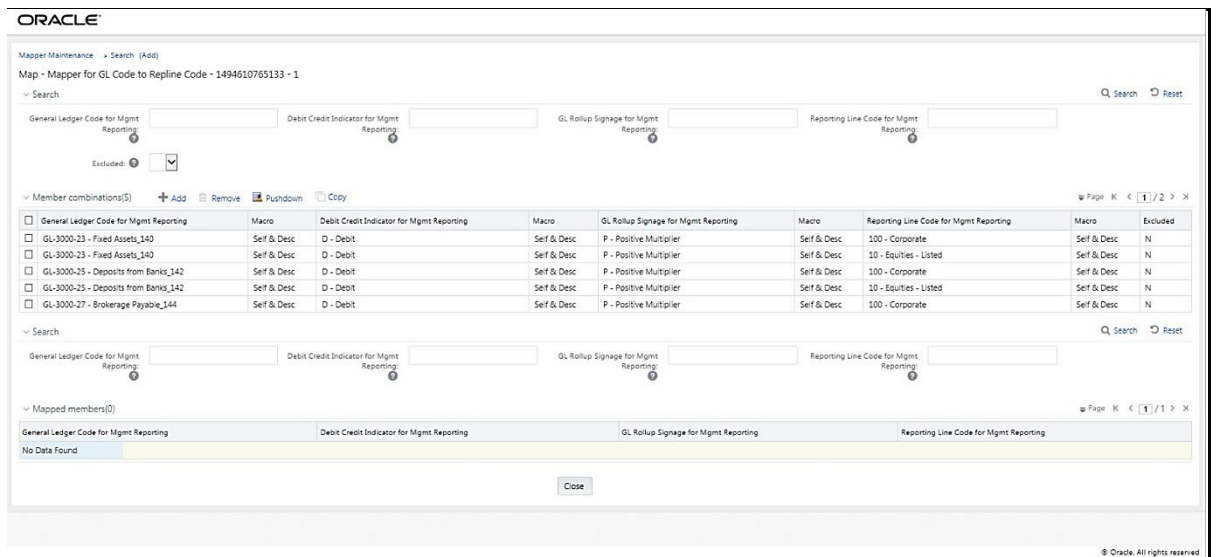 ORACLE
Mapper Maintenance > Search (Add)
Map - Mapper for GL Code to Repline Code - 1494610765133 - 1
Search
Search Reset
General Ledger Code for Mgmt Reporting: Debit Credit Indicator for Mgmt Reporting: GL Rollup Signage for Mgmt Reporting: Reporting Line Code for Mgmt Reporting:
Excluded:
Member combinations(5) Add Remove Pushdown Copy Page 1 / 2
General Ledger Code for Mgmt Reporting Macro Debit Credit Indicator for Mgmt Reporting Macro GL Rollup Signage for Mgmt Reporting Macro Reporting Line Code for Mgmt Reporting Macro Excluded
GL-3000-23 - Fixed Assets_140 Self & Desc D - Debit Self & Desc P - Positive Multiplier Self & Desc 100 - Corporate Self & Desc N
GL-3000-23 - Fixed Assets_140 Self & Desc D - Debit Self & Desc P - Positive Multiplier Self & Desc 10 - Equities - Listed Self & Desc N
GL-3000-25 - Deposits from Banks_142 Self & Desc D - Debit Self & Desc P - Positive Multiplier Self & Desc 100 - Corporate Self & Desc N
GL-3000-25 - Deposits from Banks_142 Self & Desc D - Debit Self & Desc P - Positive Multiplier Self & Desc 10 - Equities - Listed Self & Desc N
GL-3000-27 - Brokerage Payable_144 Self & Desc D - Debit Self & Desc P - Positive Multiplier Self & Desc 100 - Corporate Self & Desc N
Search
Search Reset
General Ledger Code for Mgmt Reporting: Debit Credit Indicator for Mgmt Reporting: GL Rollup Signage for Mgmt Reporting: Reporting Line Code for Mgmt Reporting:
Mapped members(0) Page 1 / 1
General Ledger Code for Mgmt Reporting Debit Credit Indicator for Mgmt Reporting GL Rollup Signage for Mgmt Reporting Reporting Line Code for Mgmt Reporting
No Data Found
Close
© Oracle. All rights reserved